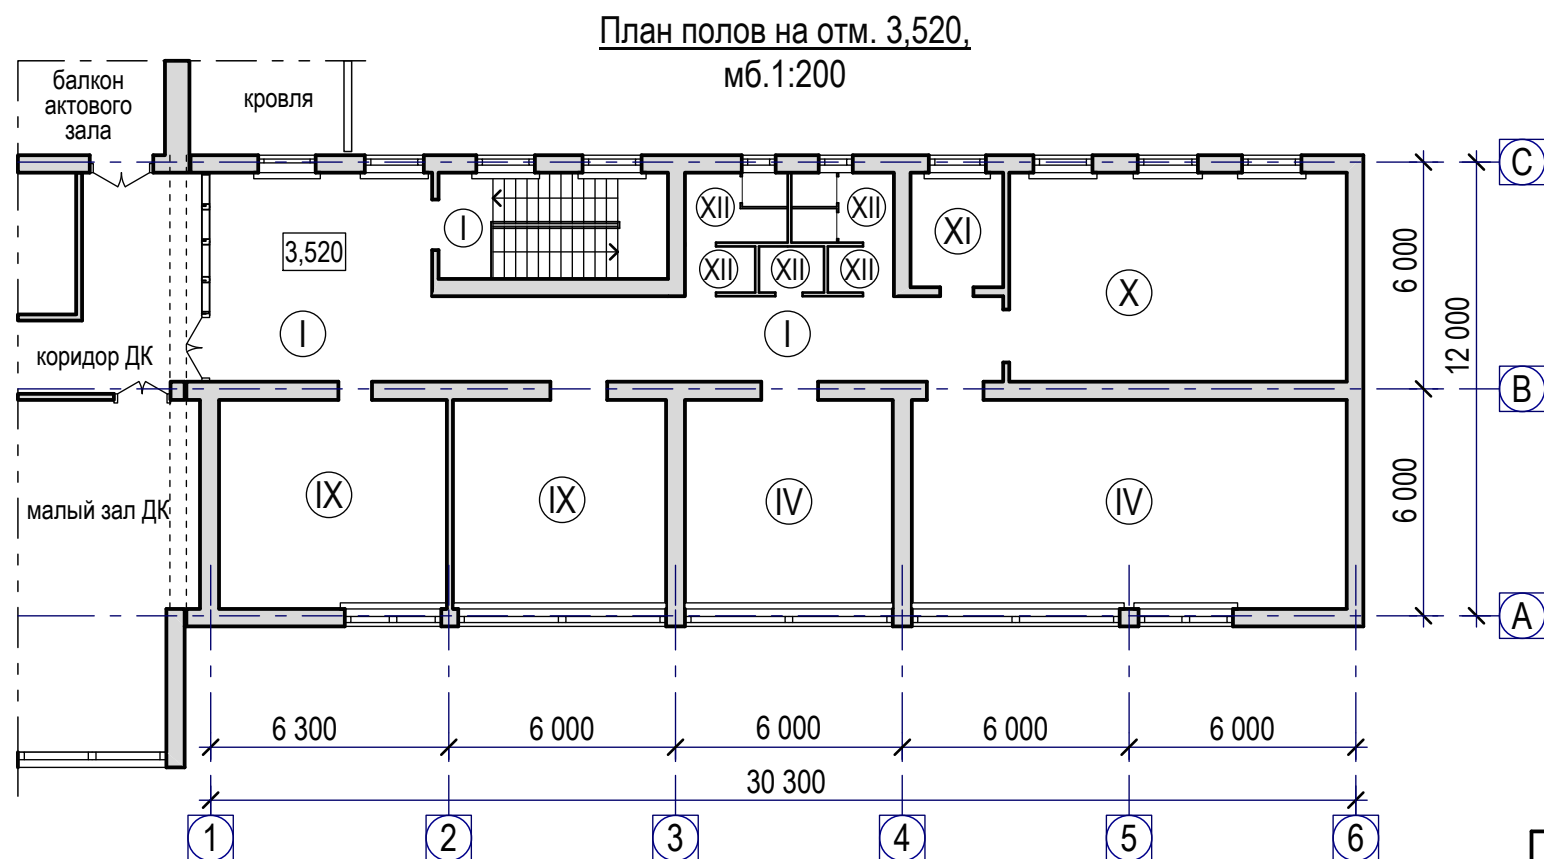 План полов на отм. 3,520,
мб.1:200
балкон
актового
зала
кровля
C
XII
XII
I
XI
3,520
XII
XII
XII
X
6 000
12 000
I
I
коридор ДК
B
IX
IX
IV
IV
6 000
малый зал ДК
A
6 300
6 000
6 000
6 000
6 000
30 300
1
2
3
4
5
6